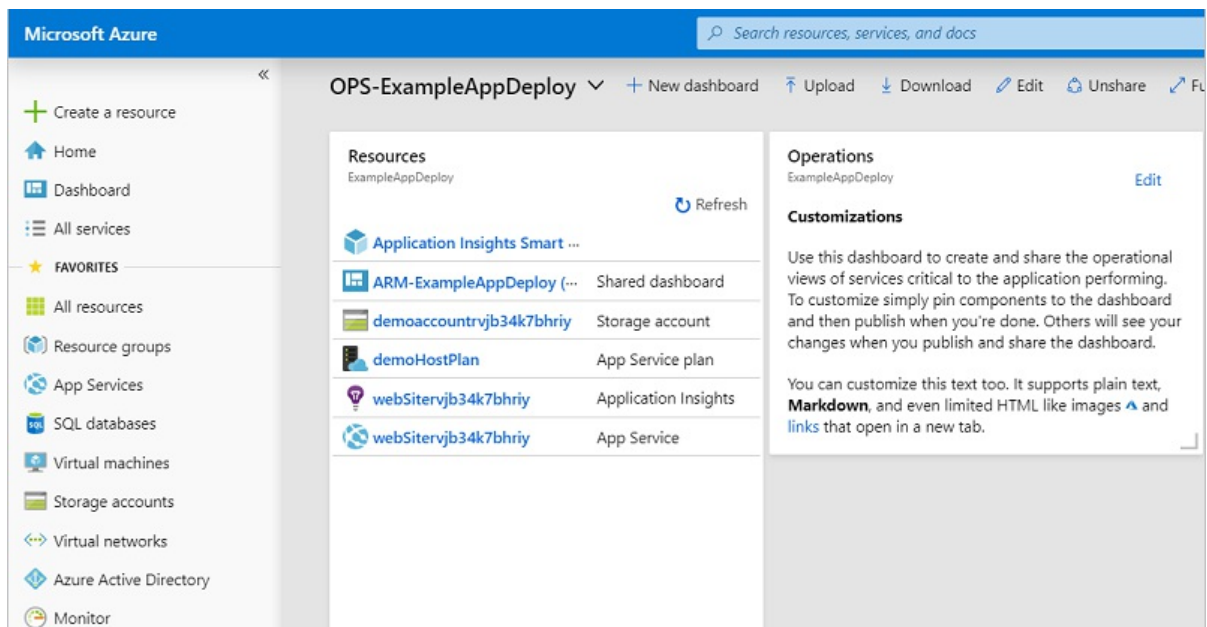 Microsoft Azure
Search resources, services, and docs
«
Create a resource
Home
Dashboard
All services
FAVORITES
All resources
Resource groups
App Services
SQL databases
Virtual machines
Storage accounts
Virtual networks
Azure Active Directory
Monitor
OPS-ExampleAppDeploy
+ New dashboard
Upload
Download
Edit
Unshare
Fu
Resources
ExampleAppDeploy
Refresh
Application Insights Smart ...
ARM-ExampleAppDeploy (... Shared dashboard
demoaccountrvjb34k7bhriy Storage account
demoHostPlan App Service plan
webSitervjb34k7bhriy Application Insights
webSitervjb34k7bhriy App Service
Operations
ExampleAppDeploy
Edit
Customizations
Use this dashboard to create and share the operational
views of services critical to the application performing.
To customize simply pin components to the dashboard
and then publish when you're done. Others will see your
changes when you publish and share the dashboard.
You can customize this text too. It supports plain text,
Markdown, and even limited HTML like images and
links that open in a new tab.